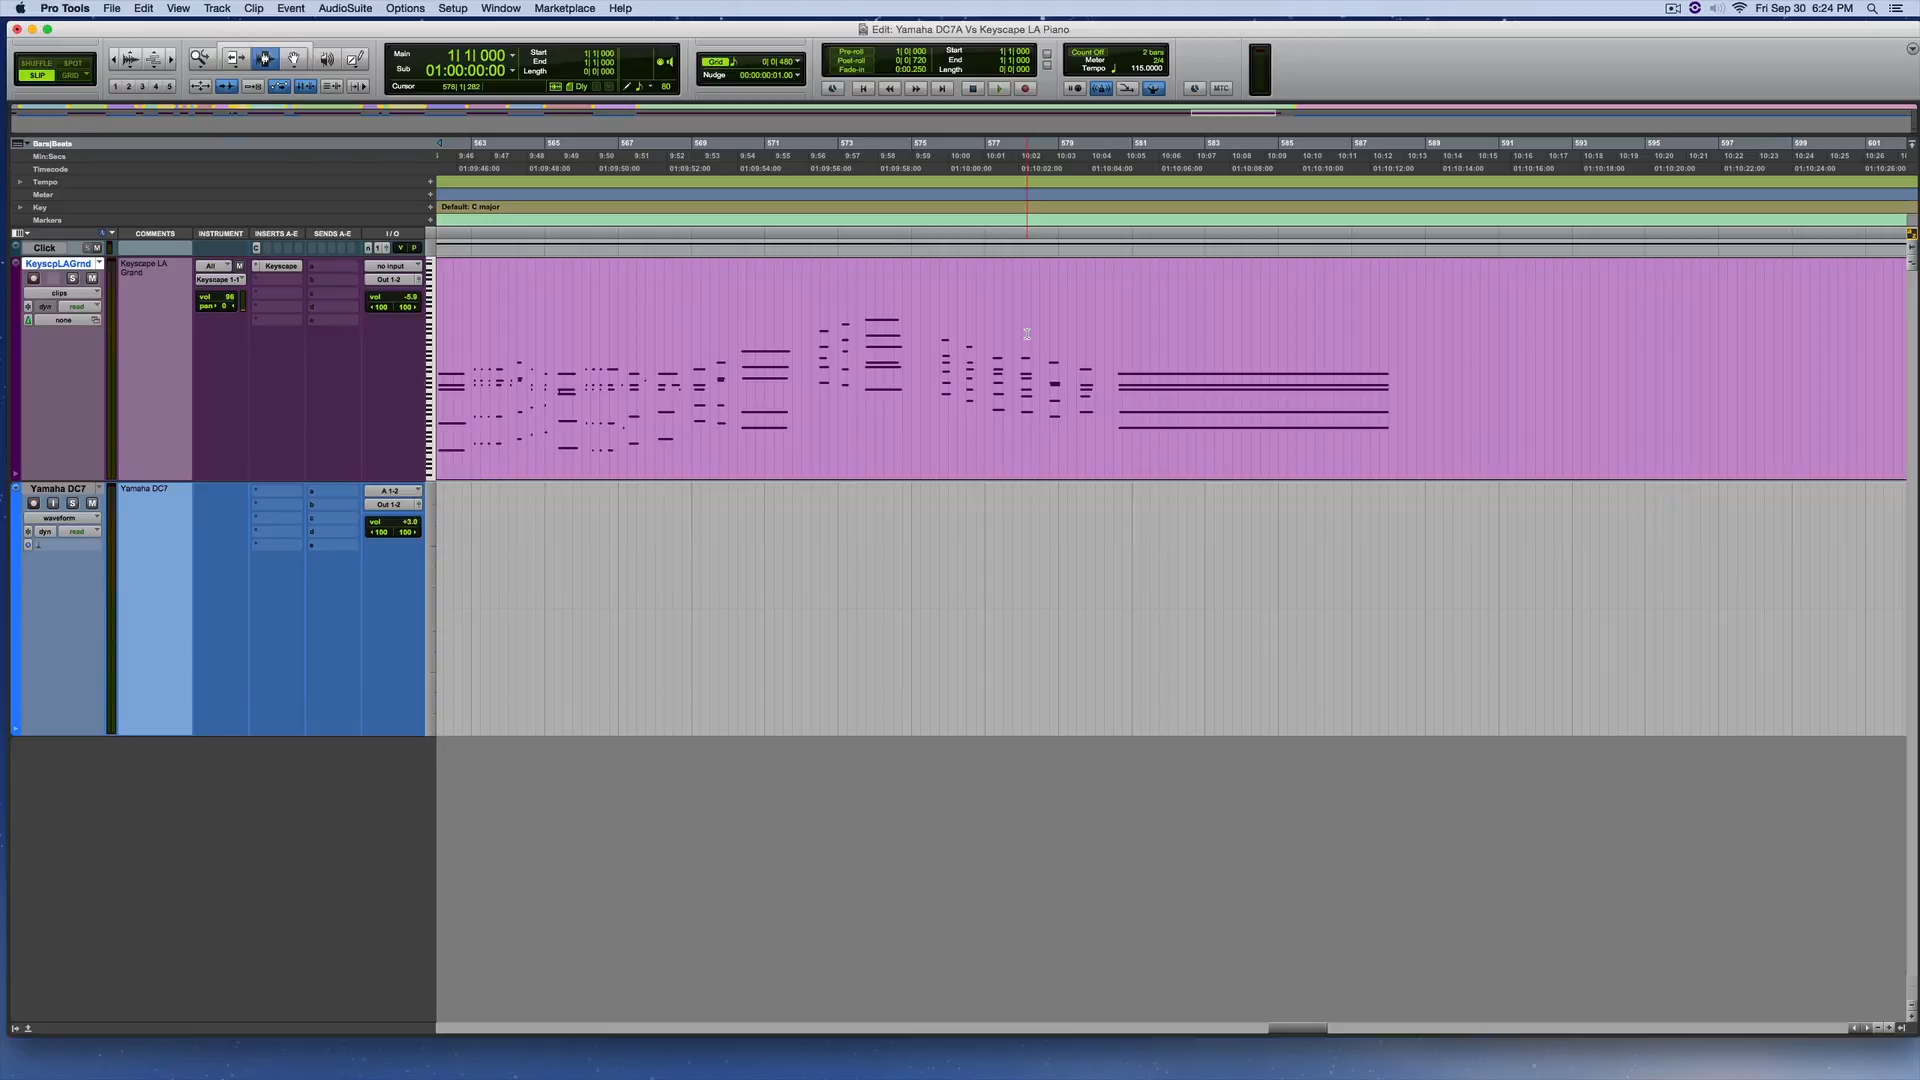 Pro Tools File Edit View Track Clip Event AudioSuite Options Setup Window Marketplace Help Fri Sep 30 6:24 PM
Edit: Yamaha DC7A Vs Keyscape LA Piano
SHUFFLE SPOT
SLIP GRID
1 2 3 4 5
Main 1| 1| 000
Sub 01:00:00:00
Cursor 578| 1| 282
Start 1| 1| 000
End 1| 1| 000
Length 0| 0| 000
Dly 80
Grid 0| 0| 480
Nudge 00:00:00:01.00
Pre-roll 1| 0| 000
Post-roll 0| 0| 720
Fade-in 0:00.250
Start 1| 1| 000
End 1| 1| 000
Length 0| 0| 000
Count Off 2 bars
Meter 2/4
Tempo 115.0000
MTC
Bars|Beats 563 565 567 569 571 573 575 577 579 581 583 585 587 589 591 593 595 597 599 601
Min:Secs 9:46 9:47 9:48 9:49 9:50 9:51 9:52 9:53 9:54 9:55 9:56 9:57 9:58 9:59 10:00 10:01 10:02 10:03 10:04 10:05 10:06 10:07 10:08 10:09 10:10 10:11 10:12 10:13 10:14 10:15 10:16 10:17 10:18 10:19 10:20 10:21 10:22 10:23 10:24 10:25 10:26
Timecode 01:09:46:00 01:09:48:00 01:09:50:00 01:09:52:00 01:09:54:00 01:09:56:00 01:09:58:00 01:10:00:00 01:10:02:00 01:10:04:00 01:10:06:00 01:10:08:00 01:10:10:00 01:10:12:00 01:10:14:00 01:10:16:00 01:10:18:00 01:10:20:00 01:10:22:00 01:10:24:00 01:10:26:00
Tempo
Meter
Key Default: C major
Markers
COMMENTS INSTRUMENT INSERTS A-E SENDS A-E I / O
Click S M C n 1 V P
KeyscpLAGrnd
Keyscape LA
Grand
All M Keyscape a no input
S M
Keyscape 1-1 b Out 1-2
clips
vol 96 c vol -5.9
dyn read
pan 0 d 100 100
none e
Yamaha DC7 Yamaha DC7 a A 1-2
I S M b Out 1-2
waveform c vol +3.0
dyn read d 100 100
e